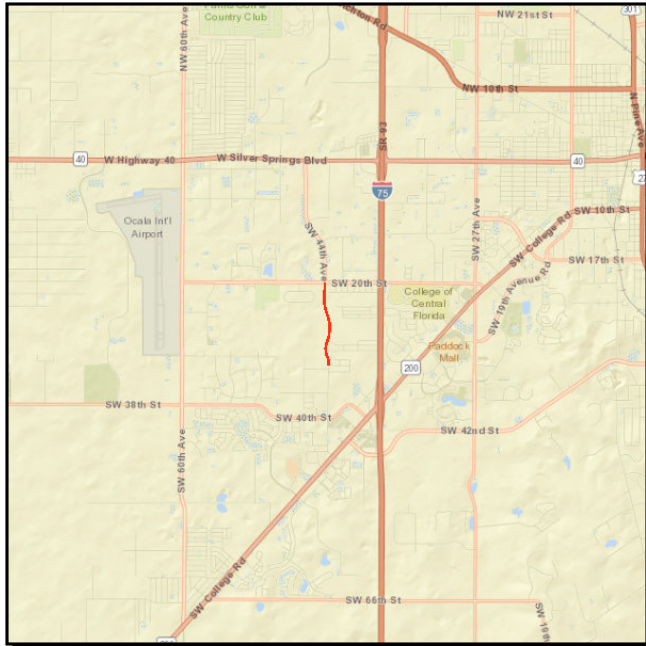 Country Club
NW 60th Ave
NW 21st St
301
NW 10th St
N Pine Ave
SR-93
40
W Highway 40
W Silver Springs Blvd
40
75
27
Ocala Int'l
Airport
SW 44th Ave
SW 27th Ave
SW College Rd
SW 10th St
SW 17th St
SW 20th St
College of
Central
Florida
SW 19th Avenue Rd
Paddock
Mall
200
SW 38th St
SW 40th St
SW 42nd St
SW 60th Ave
SW College Rd
SW 66th St